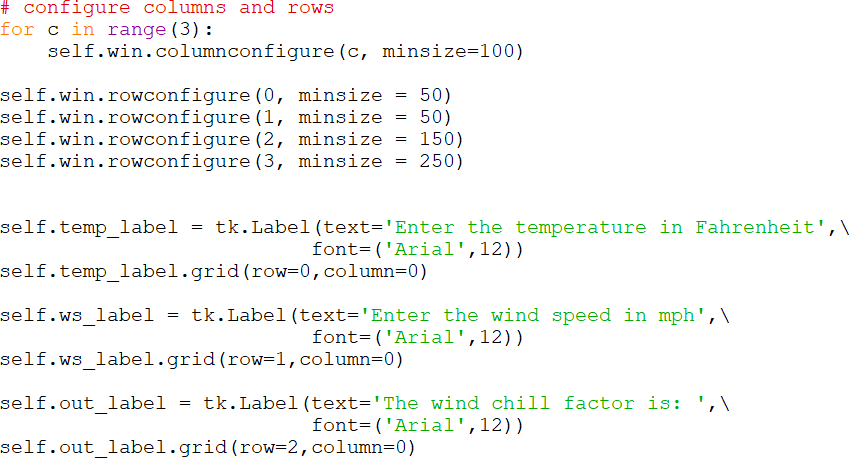 # configure columns and rows
for c in range(3):
    self.win.columnconfigure(c, minsize=100)

self.win.rowconfigure(0, minsize = 50)
self.win.rowconfigure(1, minsize = 50)
self.win.rowconfigure(2, minsize = 150)
self.win.rowconfigure(3, minsize = 250)


self.temp_label = tk.Label(text='Enter the temperature in Fahrenheit',\
                          font=('Arial',12))
self.temp_label.grid(row=0,column=0)

self.ws_label = tk.Label(text='Enter the wind speed in mph',\
                          font=('Arial',12))
self.ws_label.grid(row=1,column=0)

self.out_label = tk.Label(text='The wind chill factor is: ',\
                          font=('Arial',12))
self.out_label.grid(row=2,column=0)